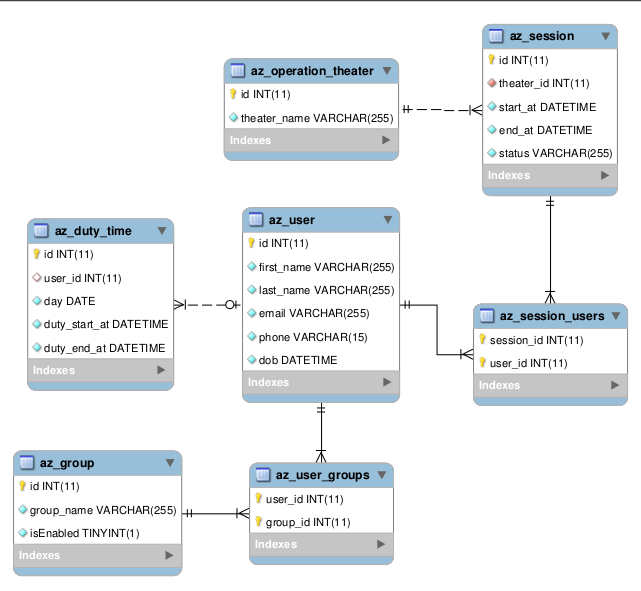 az_session
id INT(11)
theater_id INT(11)
start_at DATETIME
end_at DATETIME
status VARCHAR(255)
Indexes
az_operation_theater
id INT(11)
theater_name VARCHAR(255)
Indexes
az_duty_time
id INT(11)
user_id INT(11)
day DATE
duty_start_at DATETIME
duty_end_at DATETIME
Indexes
az_user
id INT(11)
first_name VARCHAR(255)
last_name VARCHAR(255)
email VARCHAR(255)
phone VARCHAR(15)
dob DATETIME
Indexes
az_session_users
session_id INT(11)
user_id INT(11)
Indexes
az_group
id INT(11)
group_name VARCHAR(255)
isEnabled TINYINT(1)
Indexes
az_user_groups
user_id INT(11)
group_id INT(11)
Indexes